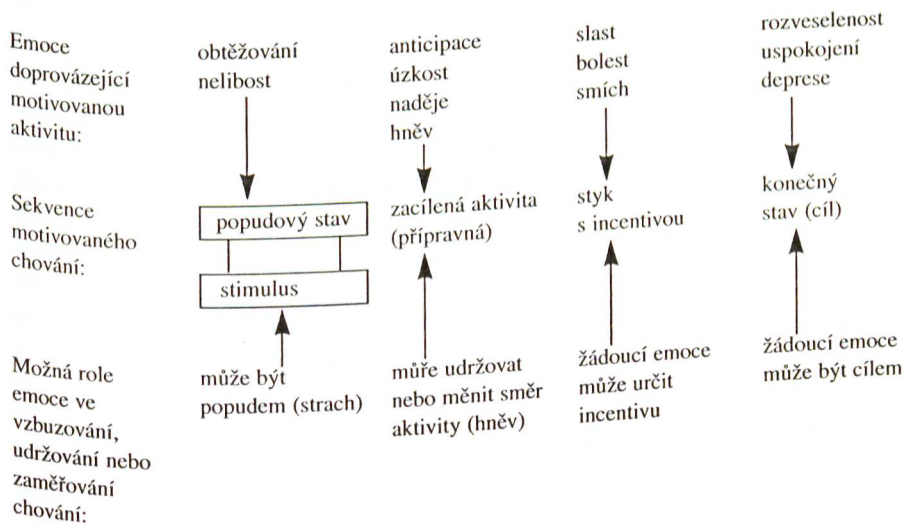 Emoce
doprovázející
motivovanou
aktivitu:
obtěžování
nelibost
anticipace
úzkost
naděje
hněv
slast
bolest
smích
rozveselenost
uspokojení
deprese
Sekvence
motivovaného
chování:
popudový stav
stimulus
zacílená aktivita
(přípravná)
styk
s incentivou
konečný
stav (cíl)
Možná role
emoce ve
vzbuzování,
udržování nebo
zaměřování
chování:
může být
popudem (strach)
můře udržovat
nebo měnit směr
aktivity (hněv)
žádoucí emoce
může určit
incentivu
žádoucí emoce
může být cílem